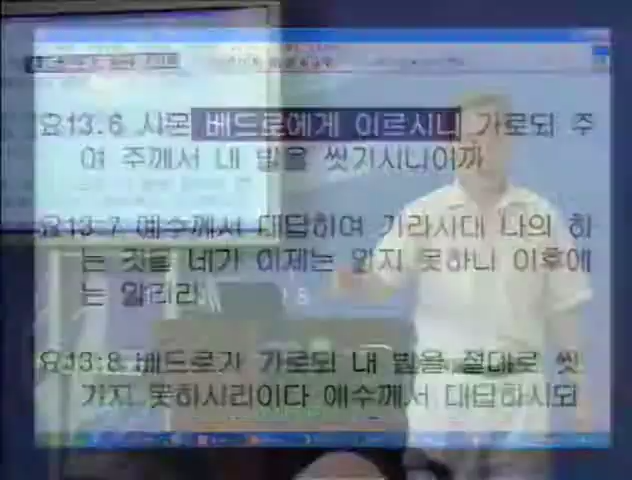 요13:6 시몬 베드로에게 이르시니 가로되 주
여 주께서 내 발을 씻기시나이까
요13:7 예수께서 대답하여 가라사대 나의 하
는 것을 네가 이제는 알지 못하나 이후에
는 알리라
요13:8 베드로가 가로되 내 발을 절대로 씻
기지 못하시리이다 예수께서 대답하시되